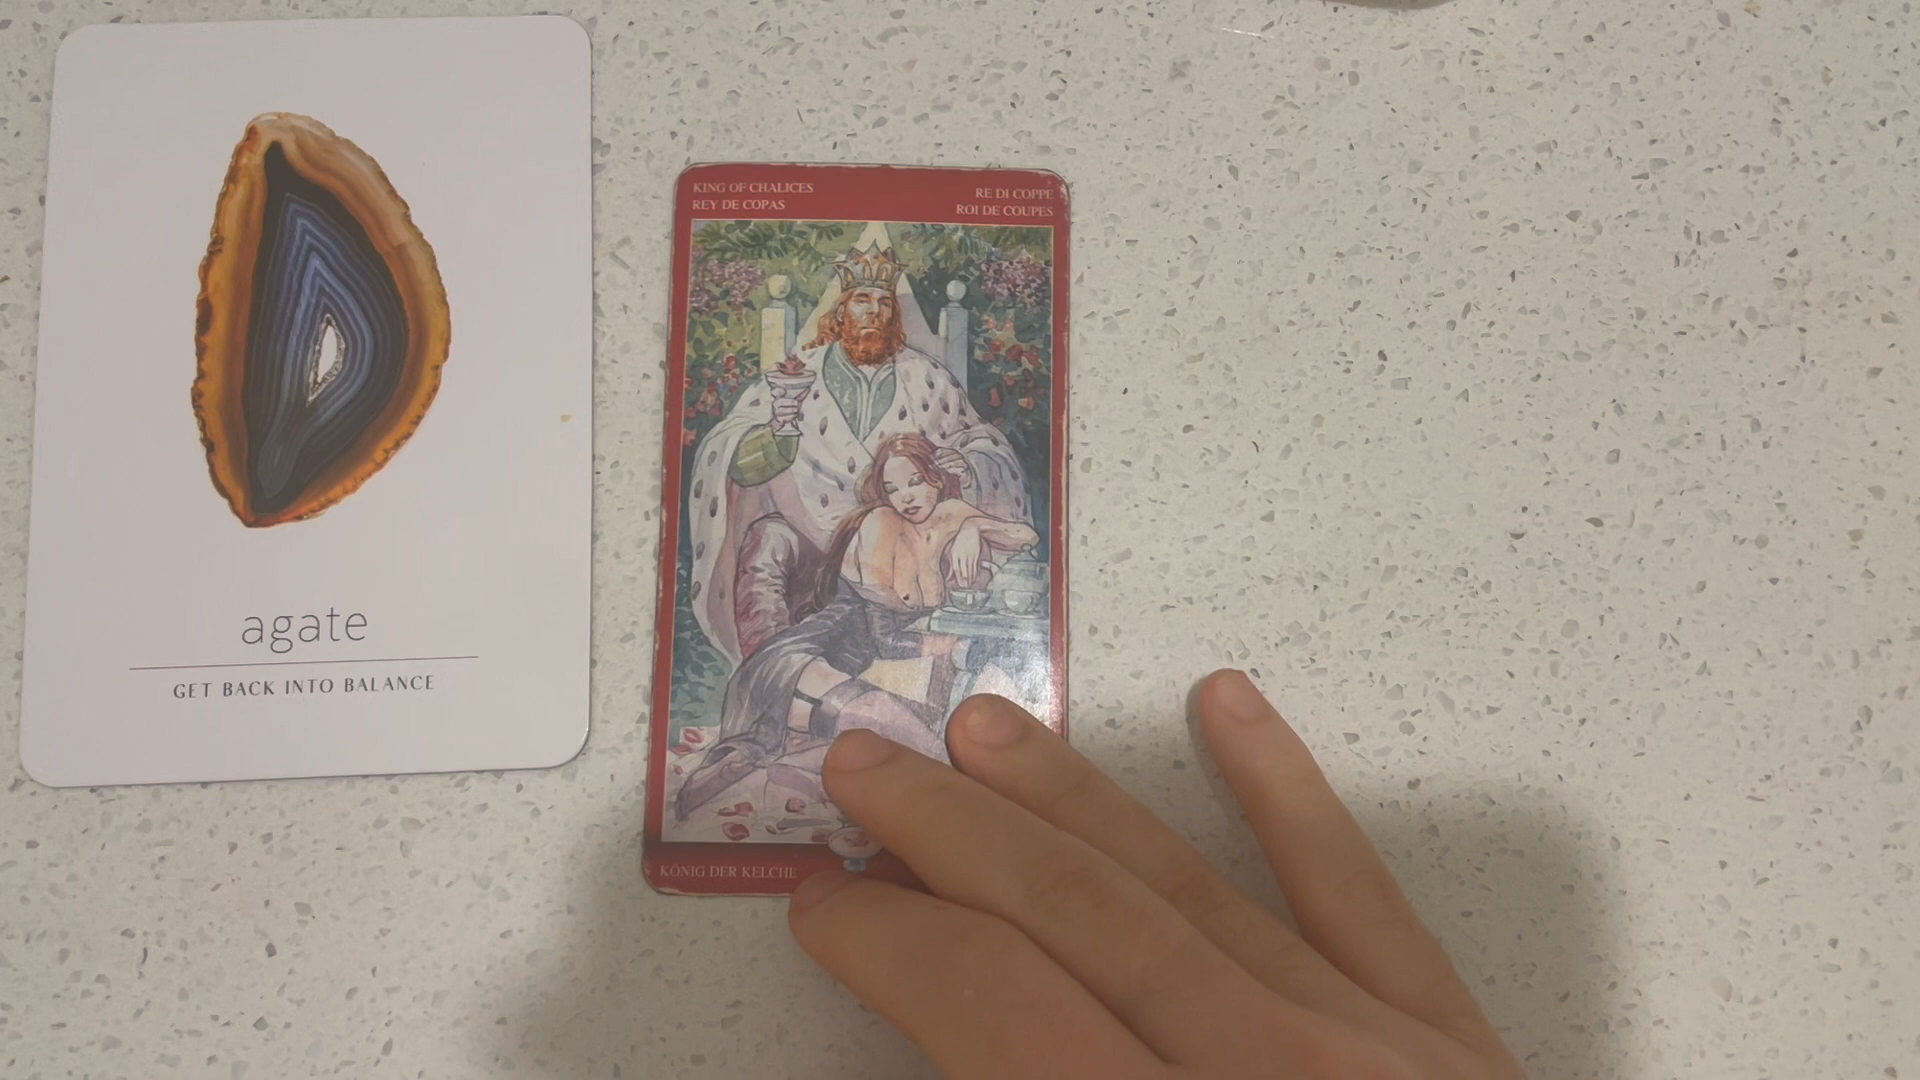 agate
GET BACK INTO BALANCE
KING OF CHALICES
REY DE COPAS
RE DI COPPE
ROI DE COUPES
KÖNIG DER KELCHE